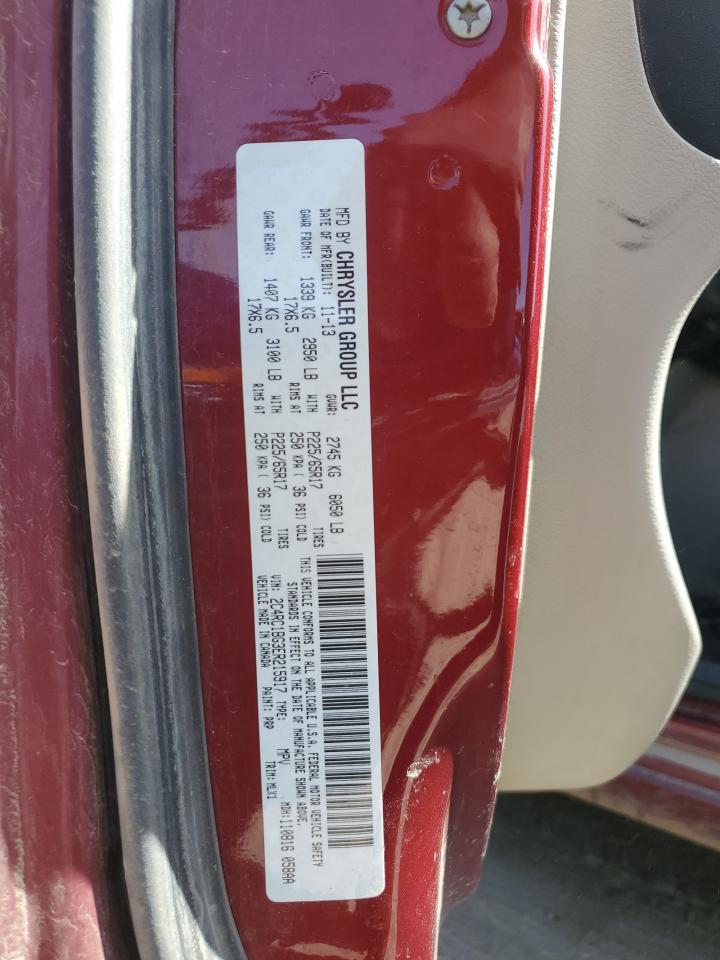 MFD BY CHRYSLER GROUP LLC
DATE OF MFR(BUILT): 11-13 GVWR: 2745 KG 6050 LB
GAWR FRONT: 1339 KG 2950 LB WITH P225/65R17 TIRES
17X6.5 RIMS AT 250 KPA ( 36 PSI) COLD
GAWR REAR: 1407 KG 3100 LB WITH P225/65R17 TIRES
17X6.5 RIMS AT 250 KPA ( 36 PSI) COLD
THIS VEHICLE CONFORMS TO ALL APPLICABLE U.S.A. FEDERAL MOTOR VEHICLE SAFETY
STANDARDS IN EFFECT ON THE DATE OF MANUFACTURE SHOWN ABOVE.
VIN: 2C4RC1BG3ER215917 TYPE: MPV MDH:110816 058AA
VEHICLE MADE IN CANADA PAINT: PRP TRIM:MLX1